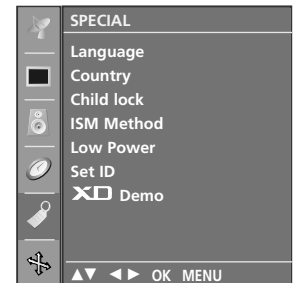 SPECIAL
Language
Country
Child lock
ISM Method
Low Power
Set ID
XD Demo
▲▼ ◄► OK MENU